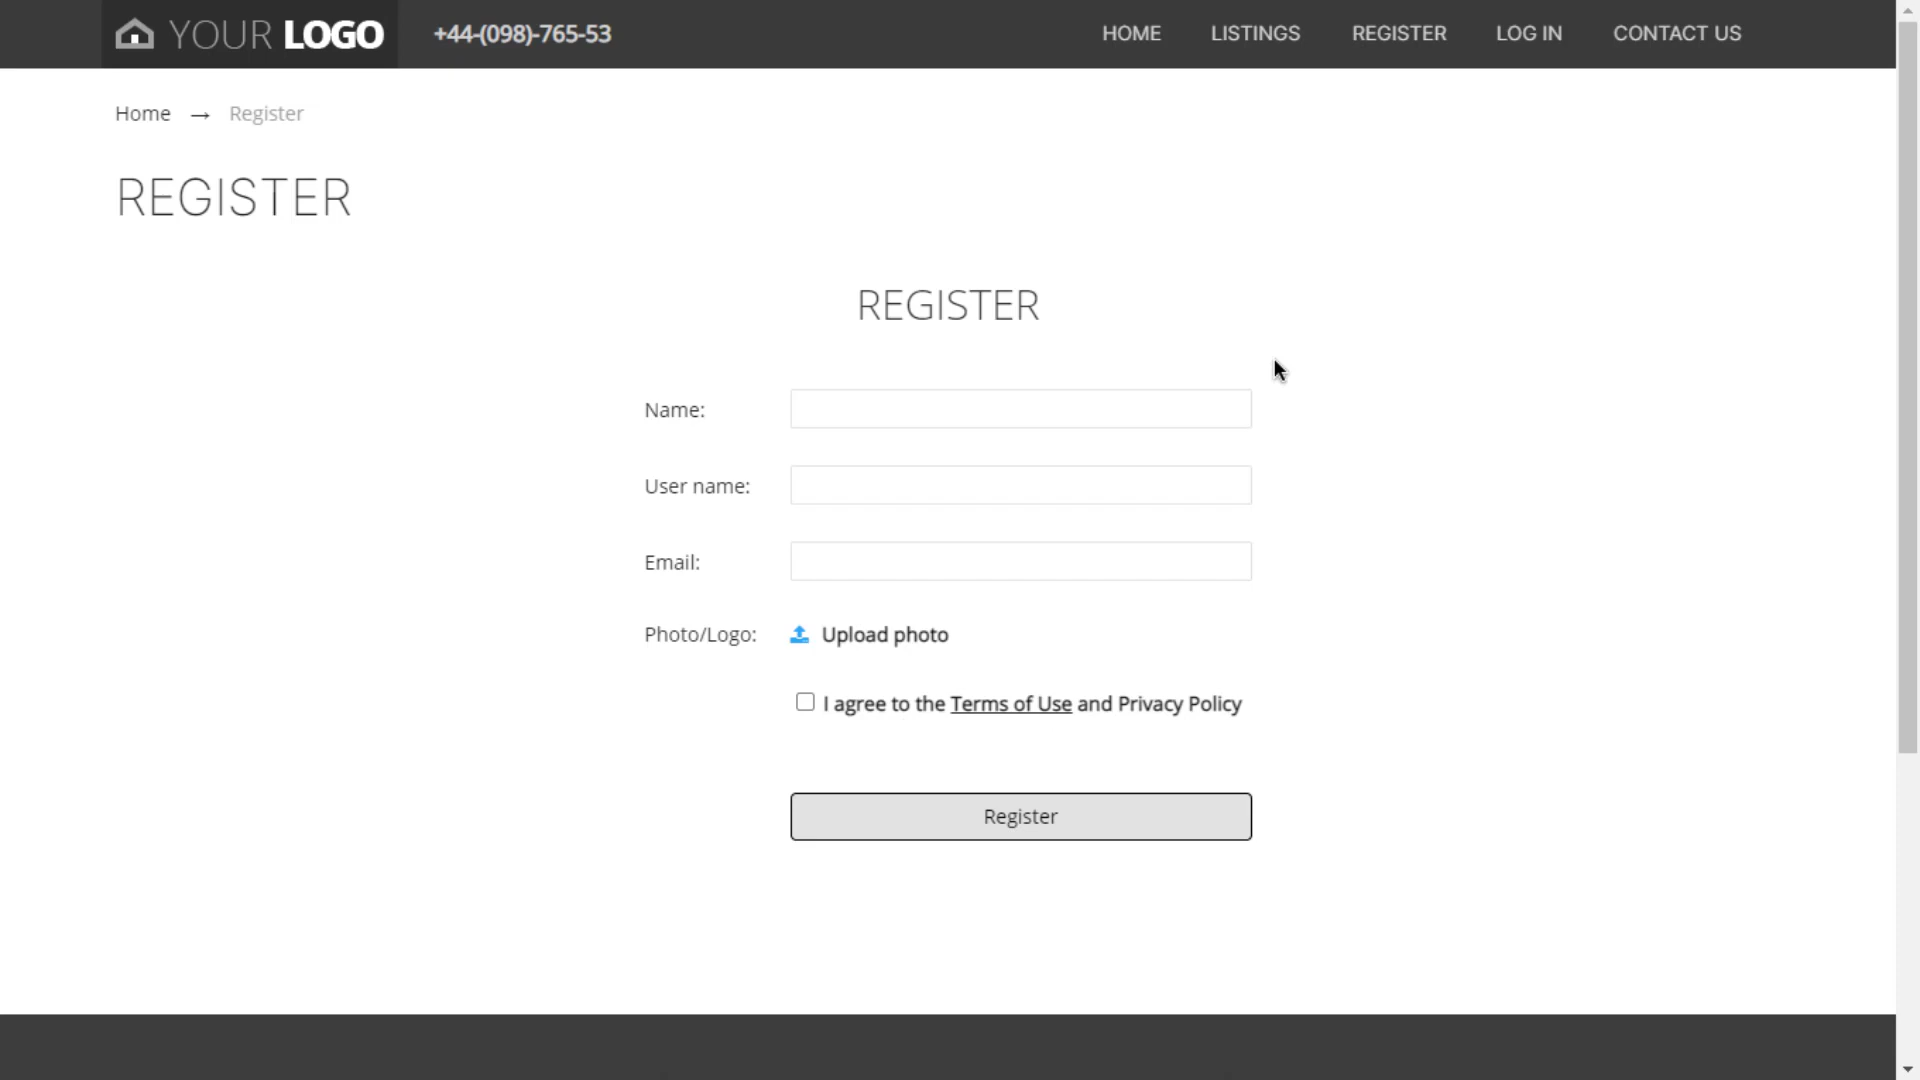 YOUR LOGO +44-(098)-765-53 HOME LISTINGS REGISTER LOG IN CONTACT US
Home → Register
REGISTER
REGISTER
Name:
User name:
Email:
Photo/Logo: Upload photo
I agree to the Terms of Use and Privacy Policy
Register